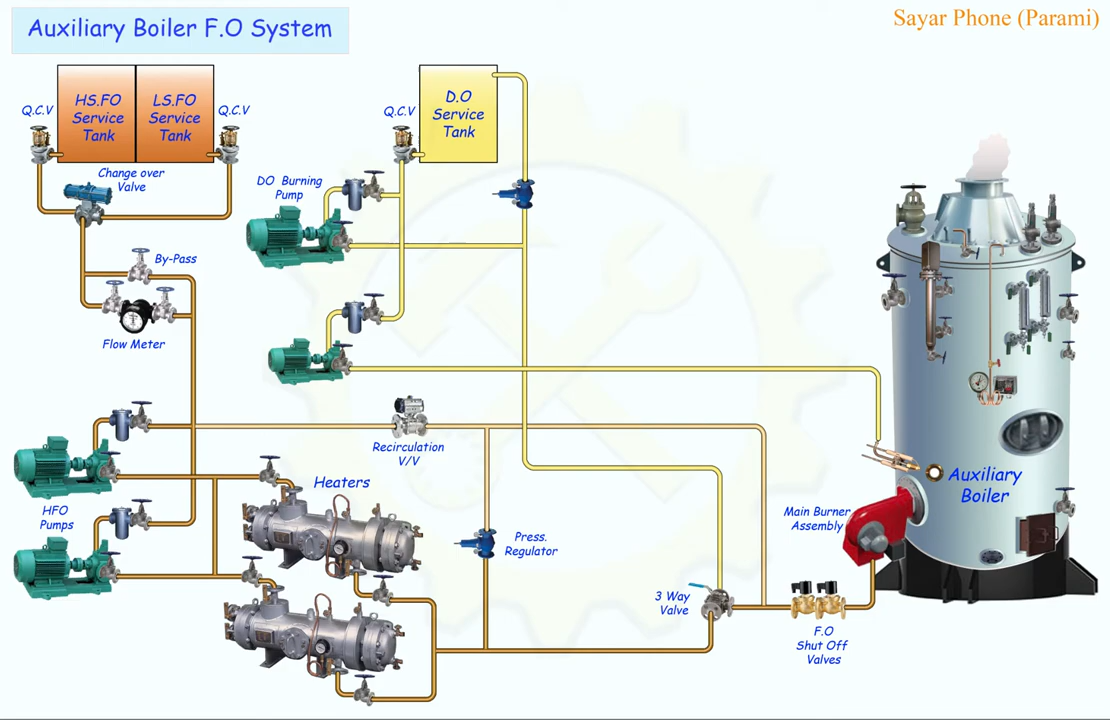 Auxiliary Boiler F.O System
Sayar Phone (Parami)
Q.C.V
HS.FO
Service
Tank
LS.FO
Service
Tank
Q.C.V
Q.C.V
D.O
Service
Tank
Change over
Valve
DO Burning
Pump
By-Pass
Flow Meter
Recirculation
V/V
Heaters
HFO
Pumps
Press.
Regulator
3 Way
Valve
Main Burner
Assembly
Auxiliary
Boiler
F.O
Shut Off
Valves